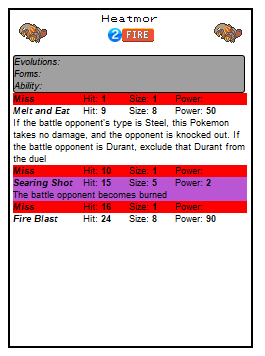 Heatmor
2 FIRE
Evolutions:
Forms:
Ability:
Miss Hit: 1 Size: 1 Power:
Melt and Eat Hit: 9 Size: 8 Power: 50
If the battle opponent's type is Steel, this Pokemon
takes no damage, and the opponent is knocked out. If
the battle opponent is Durant, exclude that Durant from
the duel
Miss Hit: 10 Size: 1 Power:
Searing Shot Hit: 15 Size: 5 Power: 2
The battle opponent becomes burned
Miss Hit: 16 Size: 1 Power:
Fire Blast Hit: 24 Size: 8 Power: 90